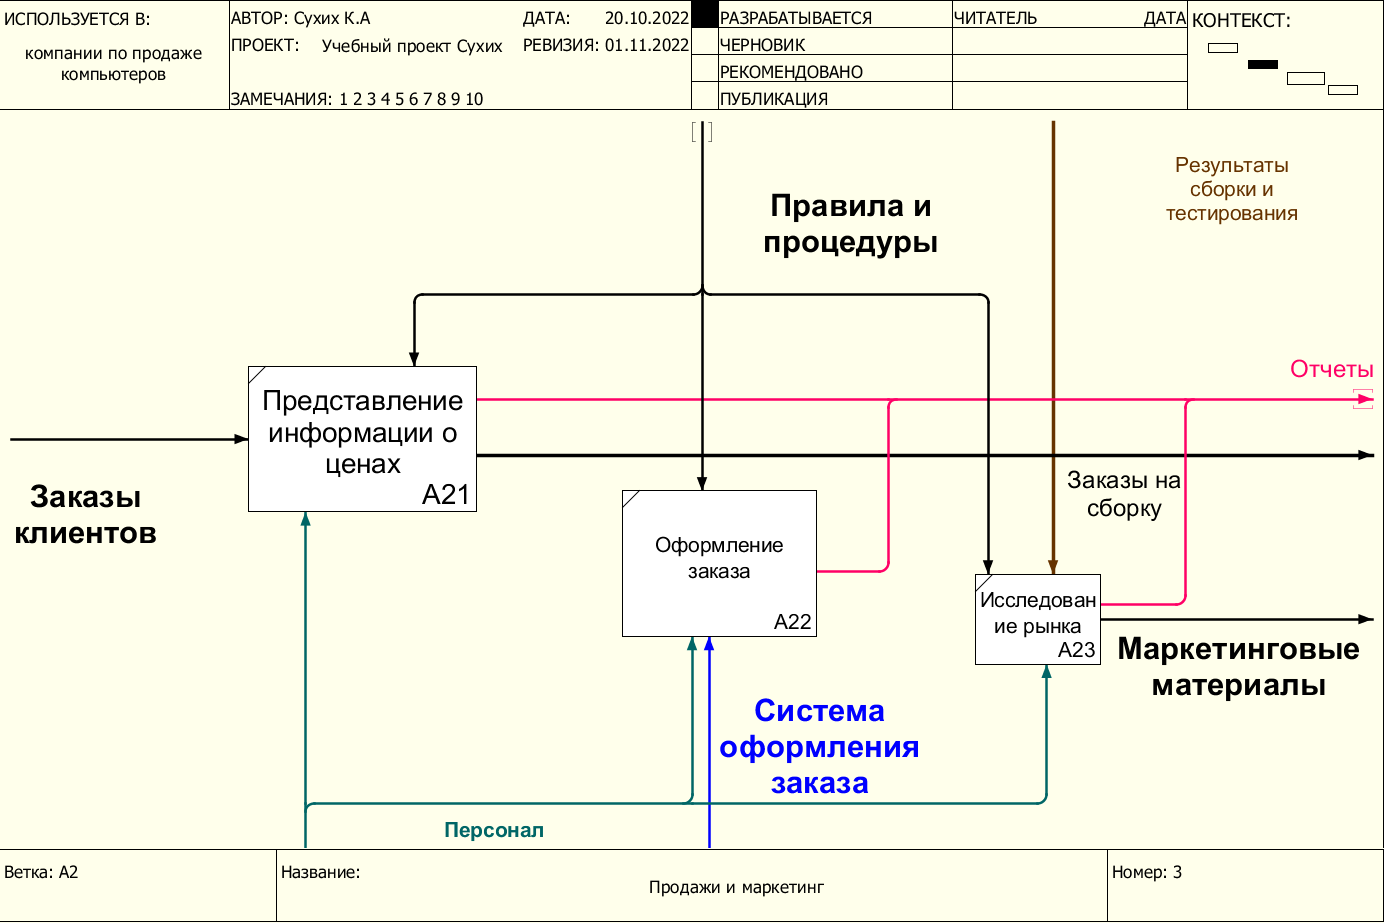 ИСПОЛЬЗУЕТСЯ В:
компании по продаже
компьютеров
АВТОР: Сухих К.А
ДАТА: 20.10.2022
ПРОЕКТ: Учебный проект Сухих
РЕВИЗИЯ: 01.11.2022
ЗАМЕЧАНИЯ: 1 2 3 4 5 6 7 8 9 10
РАЗРАБАТЫВАЕТСЯ
ЧЕРНОВИК
РЕКОМЕНДОВАНО
ПУБЛИКАЦИЯ
ЧИТАТЕЛЬ ДАТА
КОНТЕКСТ:
Правила и
процедуры
Результаты
сборки и
тестирования
Отчеты
Представление
информации о
ценах
A21
Заказы
клиентов
Заказы на
сборку
Оформление
заказа
A22
Исследован
ие рынка
A23
Маркетинговые
материалы
Система
оформления
заказа
Персонал
Ветка: A2
Название:
Продажи и маркетинг
Номер: 3